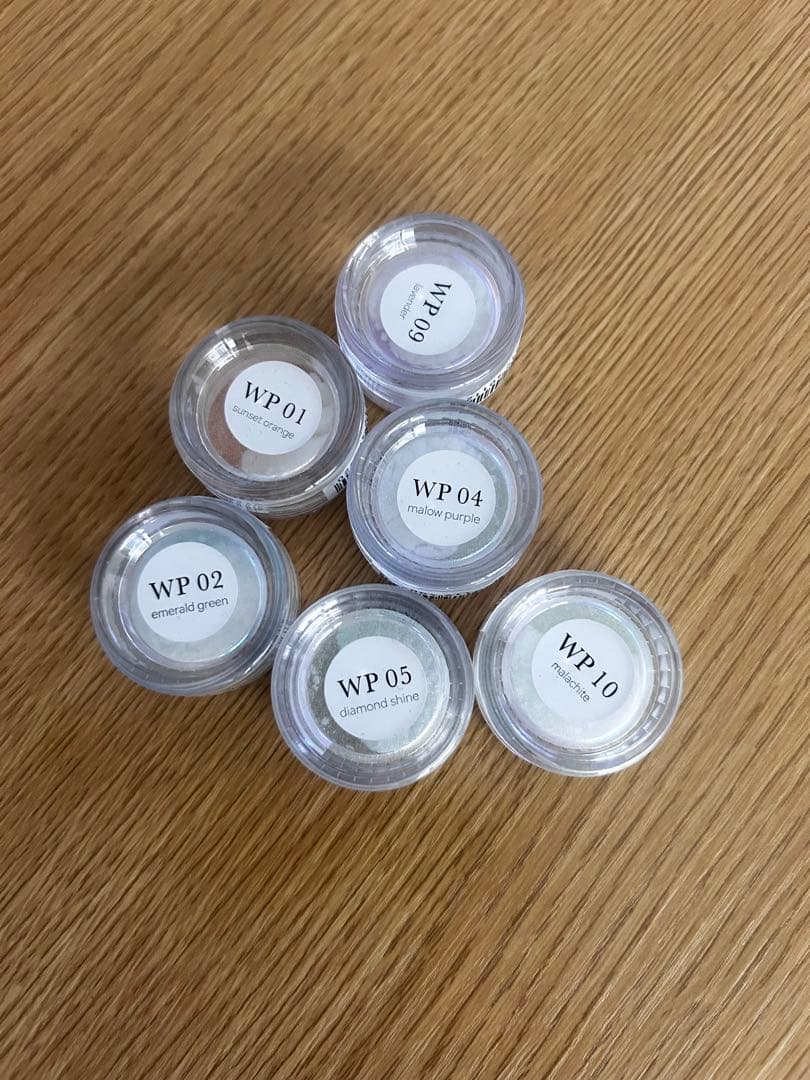 WP 09
lavender
WP 01
sunset orange
WP 04
malow purple
WP 02
emerald green
WP 05
diamond shine
WP 10
malachite